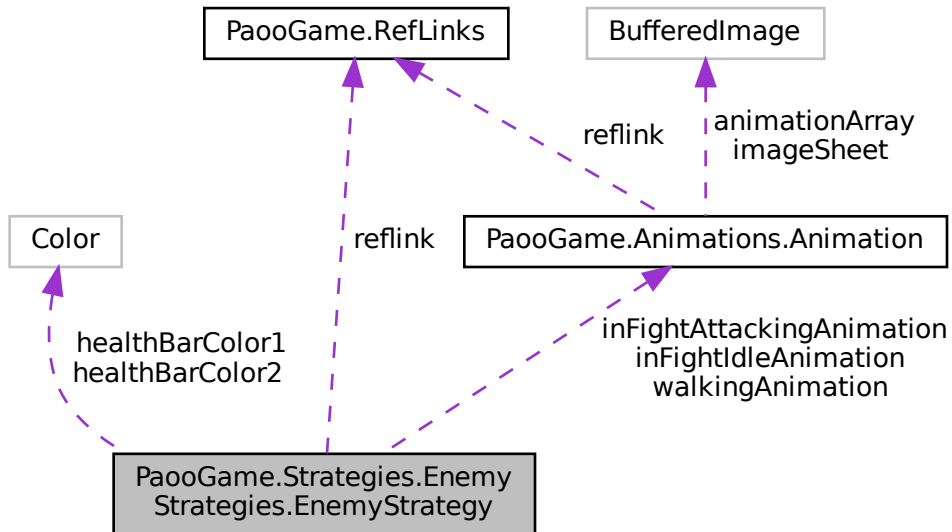 PaooGame.RefLinks
BufferedImage
reflink
animationArray
imageSheet
Color
reflink
PaooGame.Animations.Animation
healthBarColor1
healthBarColor2
inFightAttackingAnimation
inFightIdleAnimation
walkingAnimation
PaooGame.Strategies.Enemy
Strategies.EnemyStrategy